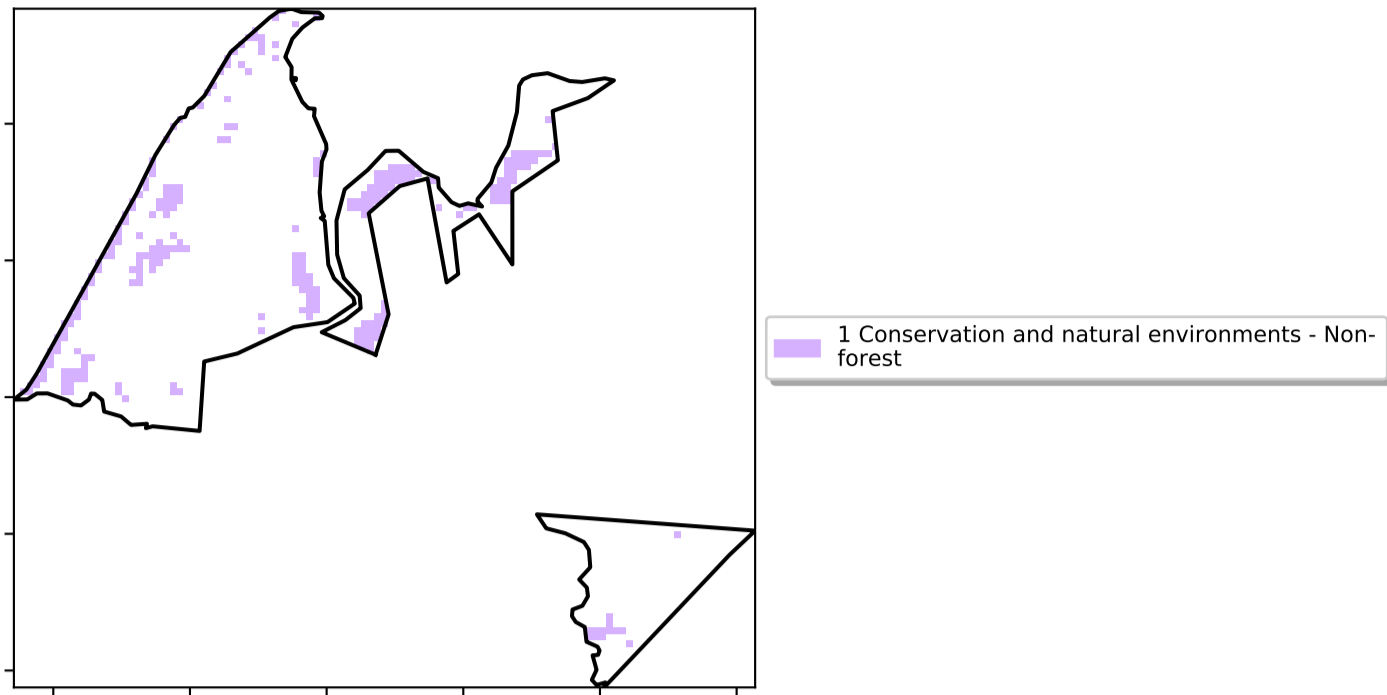 1 Conservation and natural environments - Non-
forest